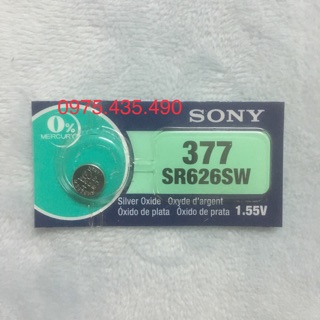 0975.435.490
SONY
0%
MERCURY
377
SR626SW
Silver Oxide Oxyde d'argent
Óxido de plata Óxido de prata 1.55V